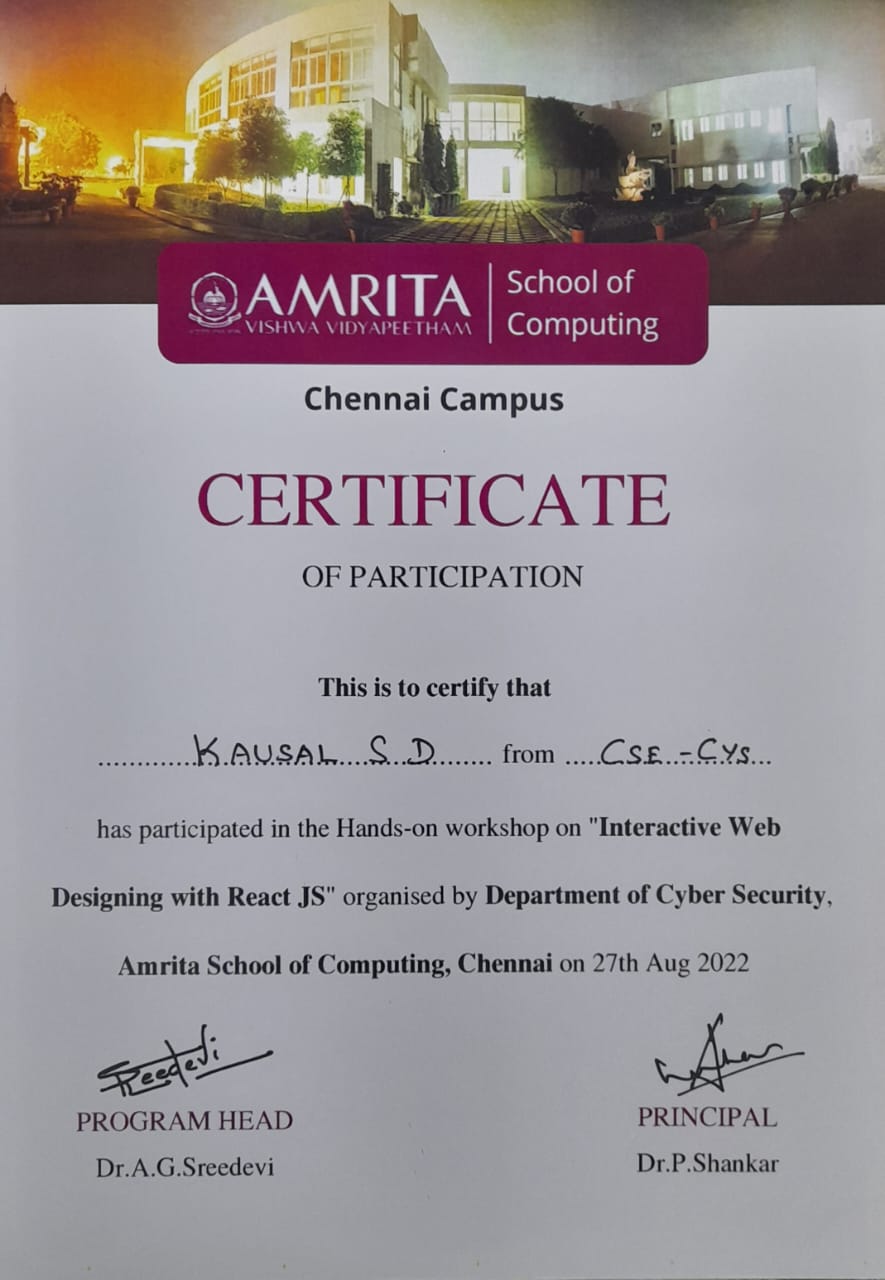 AMRITA
VISHWA VIDYAPEETHAM
School of
Computing
Chennai Campus
CERTIFICATE
OF PARTICIPATION
This is to certify that
............KAUSAL....S...D........ from .....CSE..-CYS...
has participated in the Hands-on workshop on "Interactive Web
Designing with React JS" organised by Department of Cyber Security,
Amrita School of Computing, Chennai on 27th Aug 2022
Sreedevi
PROGRAM HEAD
Dr.A.G.Sreedevi
PRINCIPAL
Dr.P.Shankar